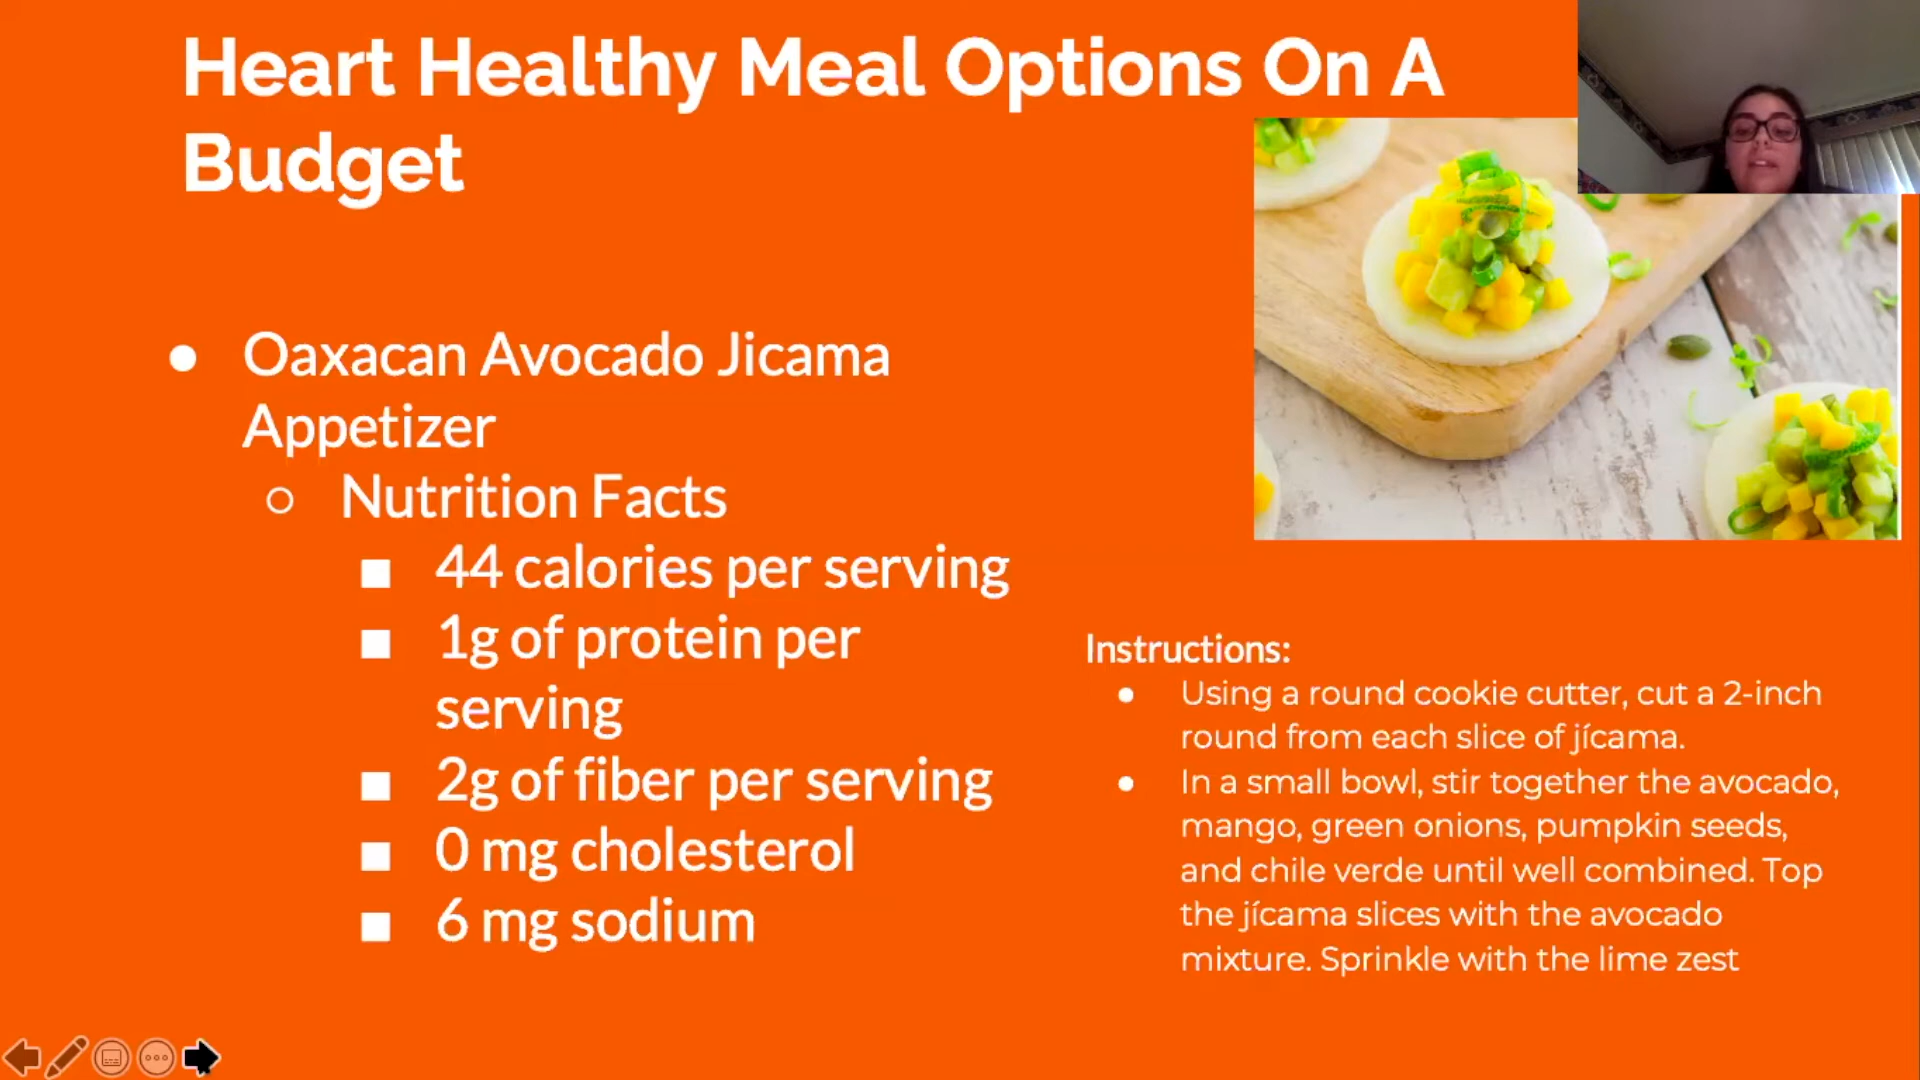 Heart Healthy Meal Options On A
Budget
Oaxacan Avocado Jicama
Appetizer
Nutrition Facts
44 calories per serving
1g of protein per
serving
2g of fiber per serving
0 mg cholesterol
6 mg sodium
Instructions:
Using a round cookie cutter, cut a 2-inch
round from each slice of jícama.
In a small bowl, stir together the avocado,
mango, green onions, pumpkin seeds,
and chile verde until well combined. Top
the jícama slices with the avocado
mixture. Sprinkle with the lime zest